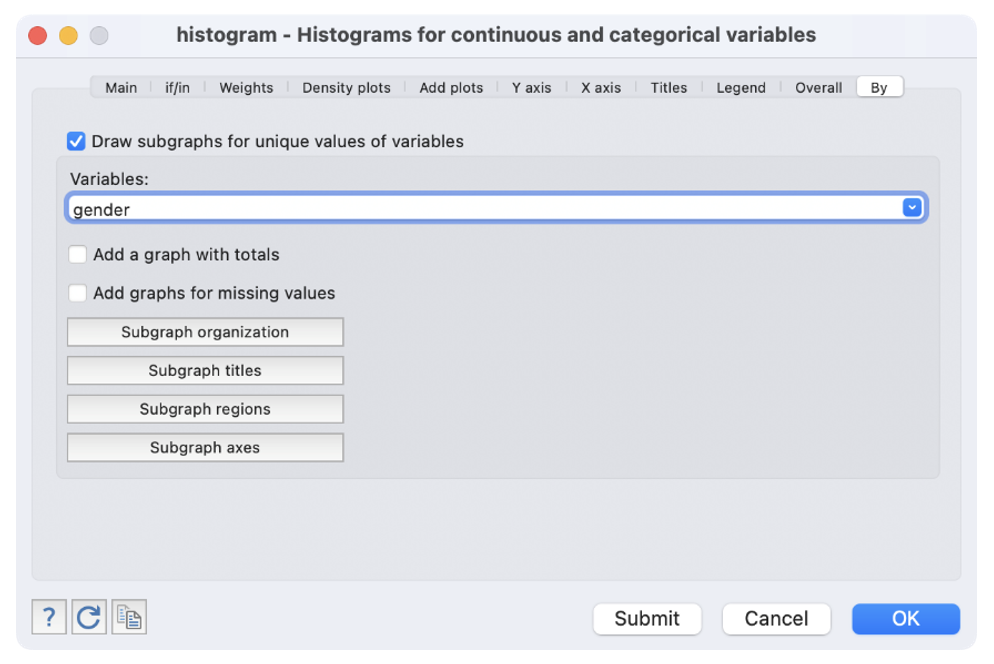 histogram - Histograms for continuous and categorical variables
Main if/in Weights Density plots Add plots Y axis X axis Titles Legend Overall By
Draw subgraphs for unique values of variables
Variables:
gender
Add a graph with totals
Add graphs for missing values
Subgraph organization
Subgraph titles
Subgraph regions
Subgraph axes
? Submit Cancel OK